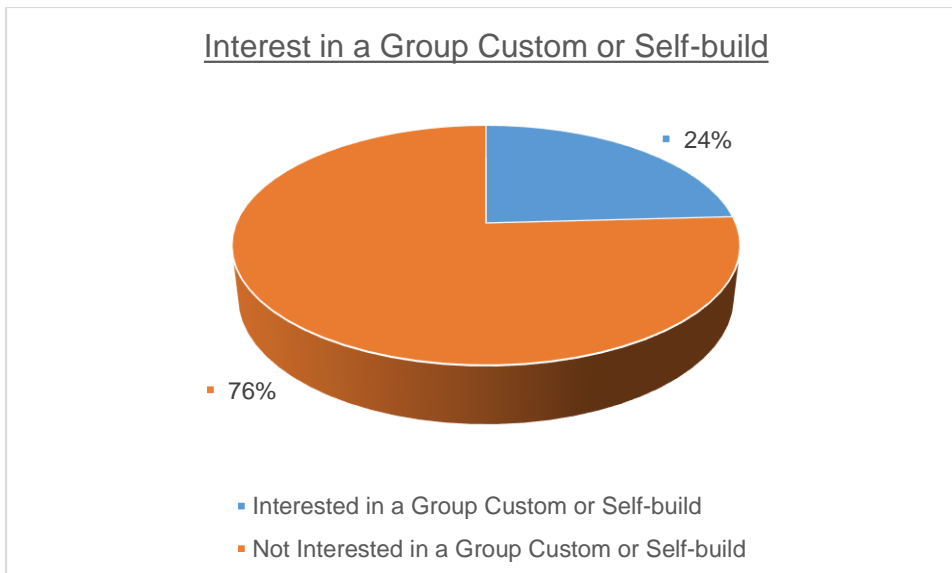 Interest in a Group Custom or Self-build
24%
76%
Interested in a Group Custom or Self-build
Not Interested in a Group Custom or Self-build